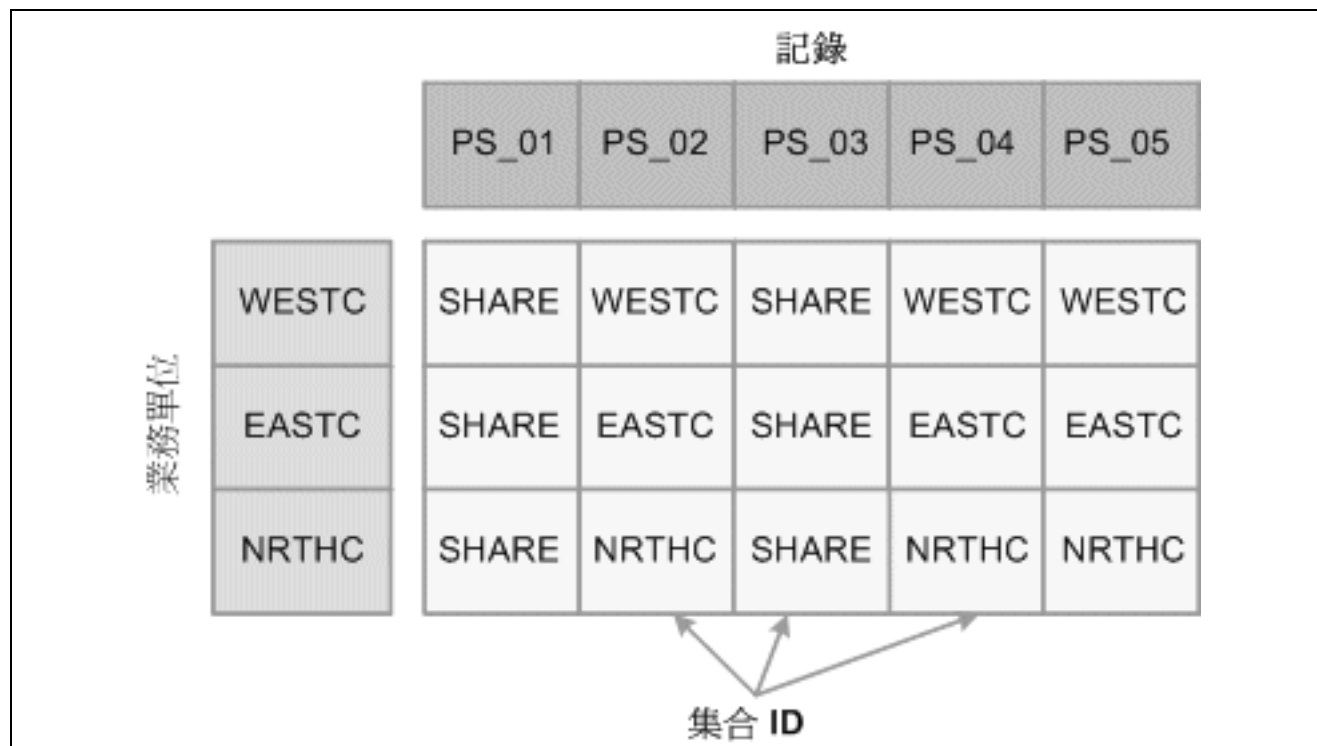 記錄
PS_01 PS_02 PS_03 PS_04 PS_05
業務單位
WESTC SHARE WESTC SHARE WESTC WESTC
EASTC SHARE EASTC SHARE EASTC EASTC
NRTHC SHARE NRTHC SHARE NRTHC NRTHC
集合 ID